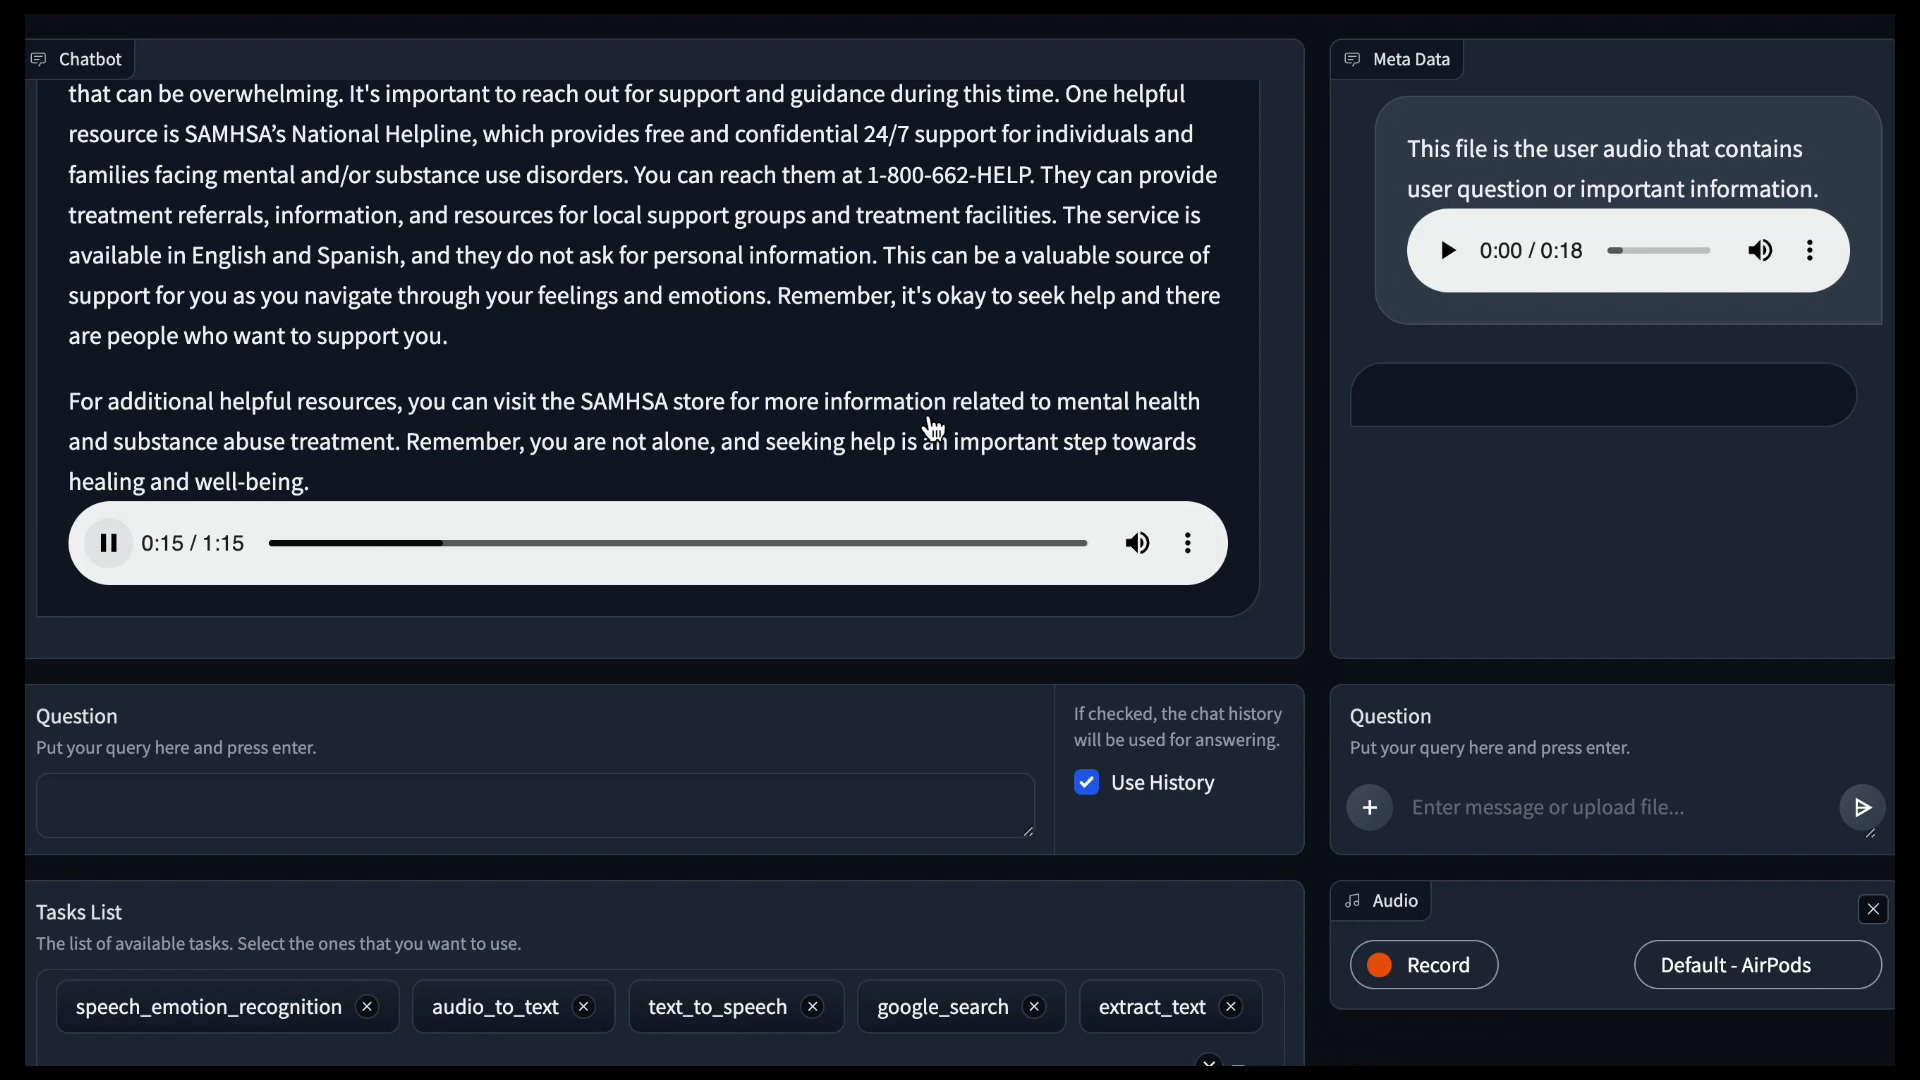 Chatbot
that can be overwhelming. It's important to reach out for support and guidance during this time. One helpful
resource is SAMHSA’s National Helpline, which provides free and confidential 24/7 support for individuals and
families facing mental and/or substance use disorders. You can reach them at 1-800-662-HELP. They can provide
treatment referrals, information, and resources for local support groups and treatment facilities. The service is
available in English and Spanish, and they do not ask for personal information. This can be a valuable source of
support for you as you navigate through your feelings and emotions. Remember, it's okay to seek help and there
are people who want to support you.
For additional helpful resources, you can visit the SAMHSA store for more information related to mental health
and substance abuse treatment. Remember, you are not alone, and seeking help is an important step towards
healing and well-being.
0:15 / 1:15
Meta Data
This file is the user audio that contains
user question or important information.
0:00 / 0:18
Question
Put your query here and press enter.
If checked, the chat history
will be used for answering.
Use History
Question
Put your query here and press enter.
Enter message or upload file...
Tasks List
The list of available tasks. Select the ones that you want to use.
speech_emotion_recognition
audio_to_text
text_to_speech
google_search
extract_text
Audio
Record
Default - AirPods